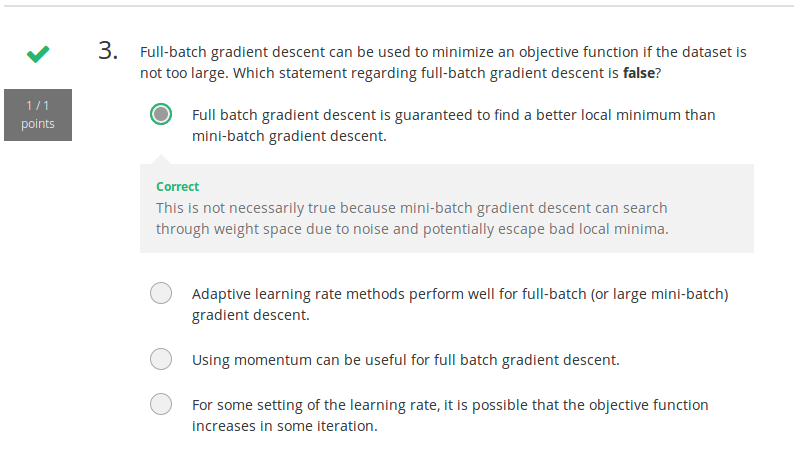 3. Full-batch gradient descent can be used to minimize an objective function if the dataset is
not too large. Which statement regarding full-batch gradient descent is false?
1 / 1
points
Full batch gradient descent is guaranteed to find a better local minimum than
mini-batch gradient descent.
Correct
This is not necessarily true because mini-batch gradient descent can search
through weight space due to noise and potentially escape bad local minima.
Adaptive learning rate methods perform well for full-batch (or large mini-batch)
gradient descent.
Using momentum can be useful for full batch gradient descent.
For some setting of the learning rate, it is possible that the objective function
increases in some iteration.